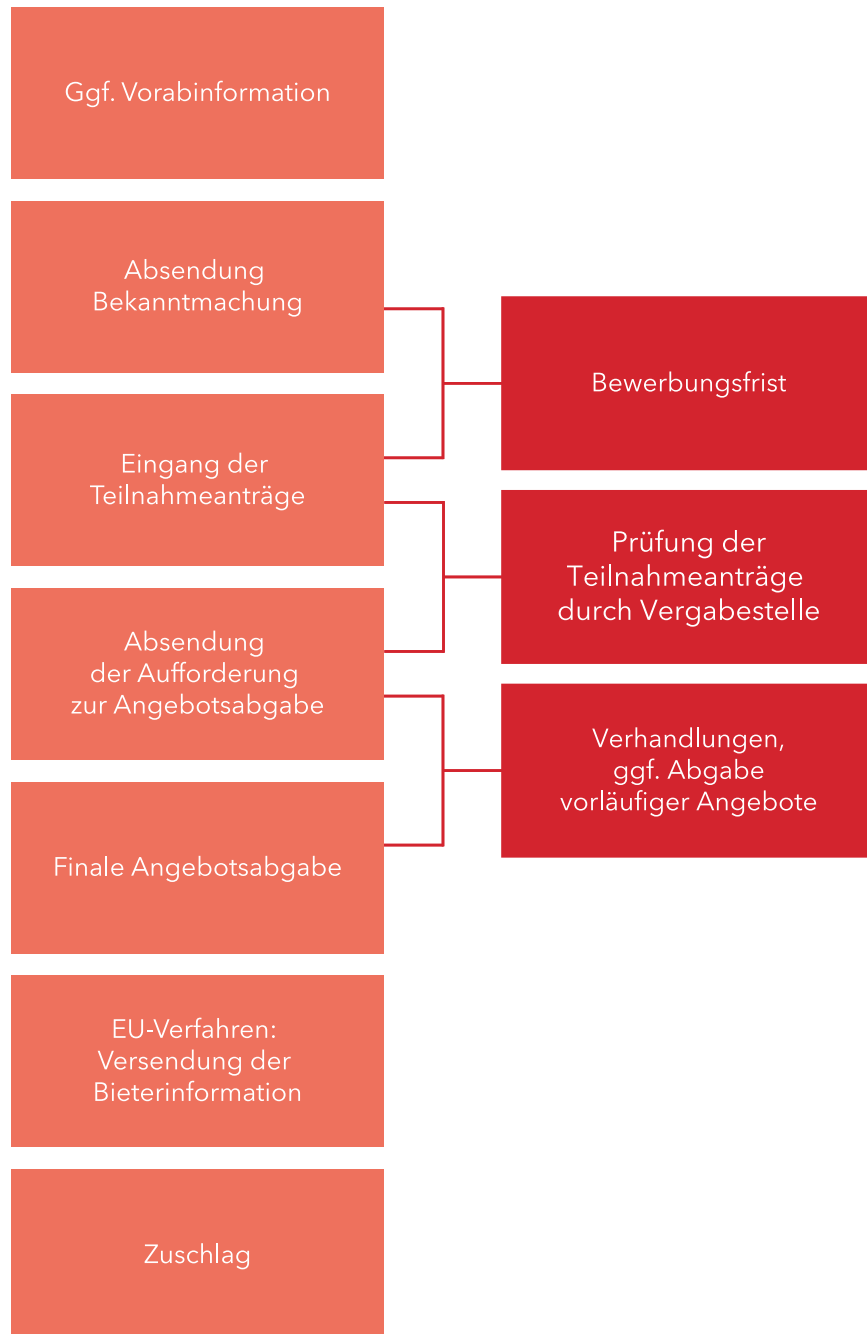 Ggf. Vorabinformation
Absendung
Bekanntmachung
Bewerbungsfrist
Eingang der
Teilnahmeanträge
Prüfung der
Teilnahmeanträge
durch Vergabestelle
Absendung
der Aufforderung
zur Angebotsabgabe
Verhandlungen,
ggf. Abgabe
vorläufiger Angebote
Finale Angebotsabgabe
EU-Verfahren:
Versendung der
Bieterinformation
Zuschlag